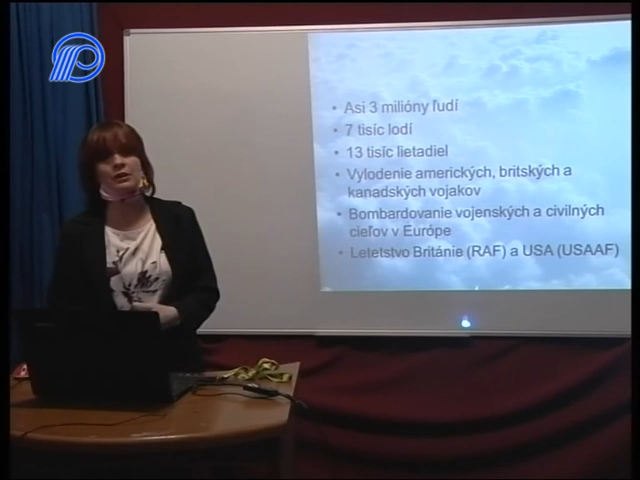 • Asi 3 milióny ľudí
• 7 tisíc lodí
• 13 tisíc lietadiel
• Vylodenie amerických, britských a
kanadských vojakov
• Bombardovanie vojenských a civilných
cieľov v Európe
• Letetstvo Británie (RAF) a USA (USAAF)